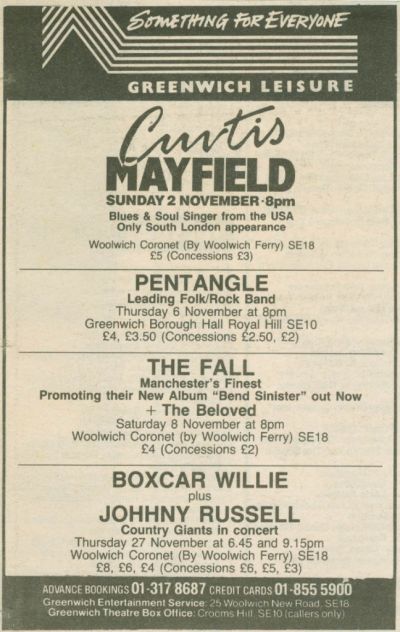 SOMETHING FOR EVERYONE
GREENWICH LEISURE
Curtis
MAYFIELD
SUNDAY 2 NOVEMBER·8pm
Blues & Soul Singer from the USA
Only South London appearance
Woolwich Coronet (By Woolwich Ferry) SE18
£5 (Concessions £3)
PENTANGLE
Leading Folk/Rock Band
Thursday 6 November at 8pm
Greenwich Borough Hall Royal Hill SE10
£4, £3.50 (Concessions £2.50, £2)
THE FALL
Manchester's Finest
Promoting their New Album "Bend Sinister" out Now
+ The Beloved
Saturday 8 November at 8pm
Woolwich Coronet (by Woolwich Ferry) SE18
£4 (Concessions £2)
BOXCAR WILLIE
plus
JOHHNY RUSSELL
Country Giants in concert
Thursday 27 November at 6.45 and 9.15pm
Woolwich Coronet (By Woolwich Ferry) SE18
£8, £6, £4 (Concessions £6, £5, £3)
ADVANCE BOOKINGS 01-317 8687 CREDIT CARDS 01-855 5900
Greenwich Entertainment Service: 25 Woolwich New Road, SE18
Greenwich Theatre Box Office: Crooms Hill, SE10 (callers only)